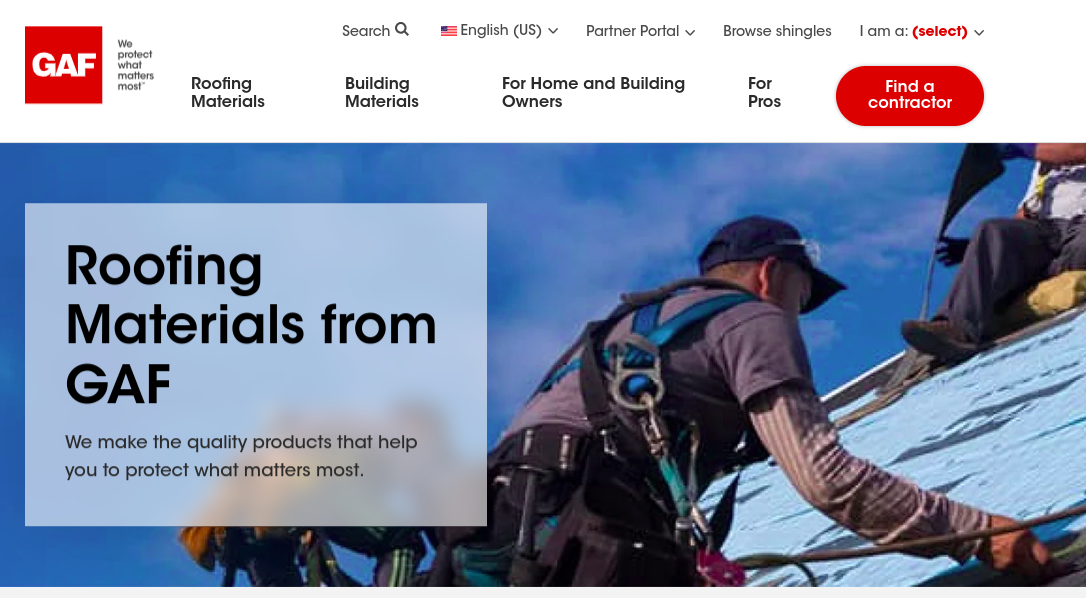 Search
English (US)
Partner Portal
Browse shingles
I am a: (select)
GAF
We
protect
what
matters
most™
Roofing
Materials
Building
Materials
For Home and Building
Owners
For
Pros
Find a
contractor
Roofing
Materials from
GAF
We make the quality products that help
you to protect what matters most.